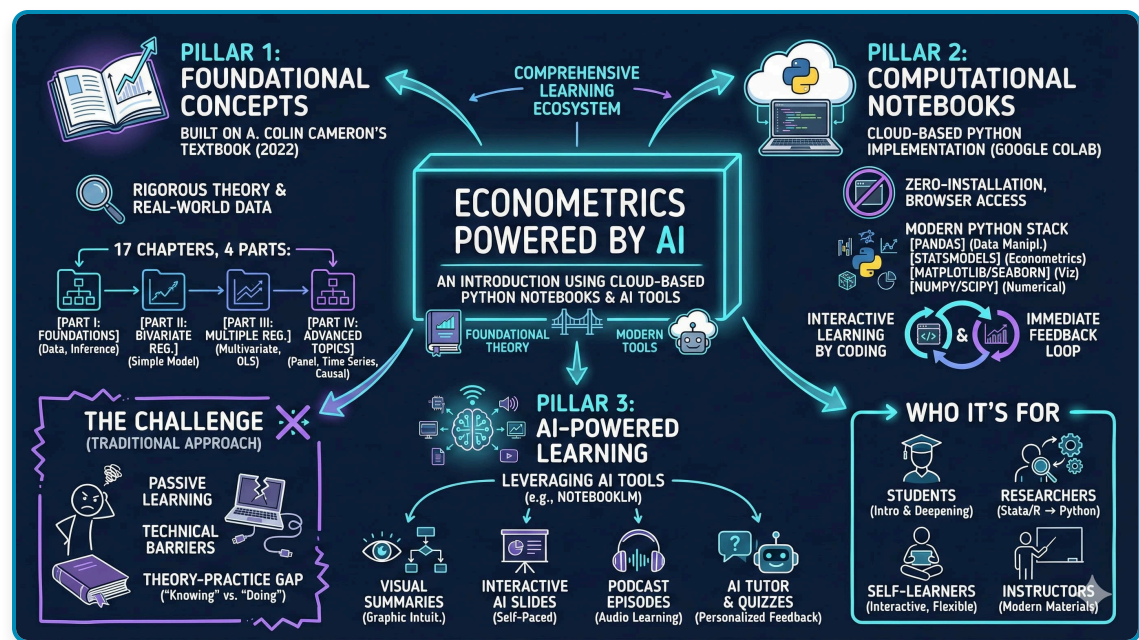 PILLAR 1:
FOUNDATIONAL
CONCEPTS
BUILT ON A. COLIN CAMERON'S
TEXTBOOK (2022)
RIGOROUS THEORY &
REAL-WORLD DATA
17 CHAPTERS, 4 PARTS:
[PART I:
FOUNDATIONS]
(Data, Inference)
[PART II:
BIVARIATE
REG.]
(Simple Model)
[PART III:
MULTIPLE REG.]
(Multivariate,
OLS)
[PART IV:
ADVANCED
TOPICS]
(Panel, Time Series,
Causal)
COMPREHENSIVE
LEARNING
ECOSYSTEM
ECONOMETRICS
POWERED BY AI
AN INTRODUCTION USING CLOUD-BASED
PYTHON NOTEBOOKS & AI TOOLS
FOUNDATIONAL
THEORY
MODERN
TOOLS
PILLAR 2:
COMPUTATIONAL
NOTEBOOKS
CLOUD-BASED PYTHON
IMPLEMENTATION (GOOGLE COLAB)
ZERO-INSTALLATION,
BROWSER ACCESS
MODERN PYTHON STACK
[PANDAS] (Data Manipl.)
[STATSMODELS] (Econometrics)
[MATPLOTLIB/SEABORN] (Viz)
[NUMPY/SCIPY] (Numerical)
INTERACTIVE
LEARNING
BY CODING
</>
&
IMMEDIATE
FEEDBACK
LOOP
THE CHALLENGE
(TRADITIONAL APPROACH)
PASSIVE
LEARNING
TECHNICAL
BARRIERS
THEORY-PRACTICE GAP
("Knowing" vs. "Doing")
PILLAR 3:
AI-POWERED
LEARNING
LEVERAGING AI TOOLS
(e.g., NOTEBOOKLM)
VISUAL
SUMMARIES
(Graphic Intuit.)
INTERACTIVE
AI SLIDES
(Self-Paced)
PODCAST
EPISODES
(Audio Learning)
?
AI TUTOR
& QUIZZES
(Personalized Feedback)
WHO IT'S FOR
STUDENTS
(Intro & Deepening)
RESEARCHERS
(Stata/R → Python)
SELF-LEARNERS
(Interactive, Flexible)
INSTRUCTORS
(Modern Materials)